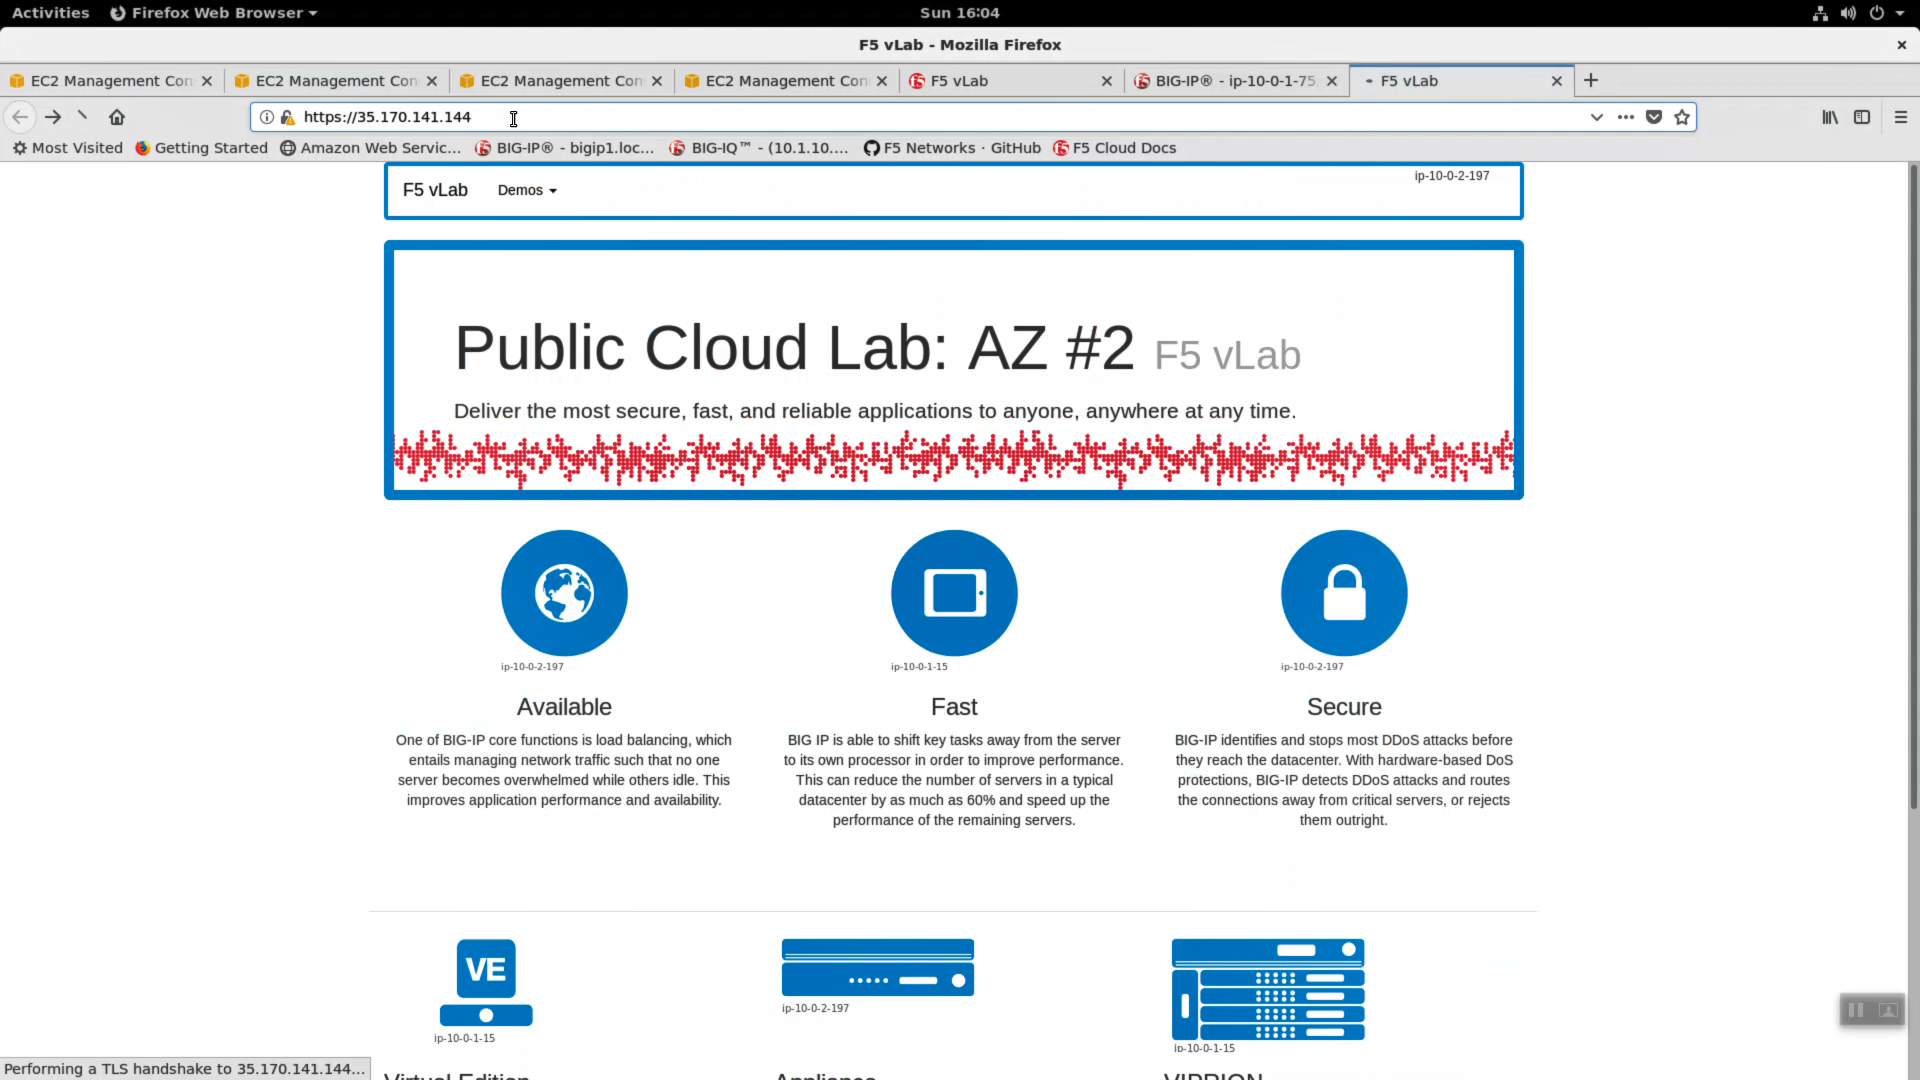 Activities Firefox Web Browser Sun 16:04
F5 vLab - Mozilla Firefox
EC2 Management Con EC2 Management Con EC2 Management Con EC2 Management Con F5 vLab BIG-IP® - ip-10-0-1-75 F5 vLab
https://35.170.141.144
Most Visited Getting Started Amazon Web Servic... BIG-IP® - bigip1.loc... BIG-IQ™ - (10.1.10.... F5 Networks · GitHub F5 Cloud Docs
F5 vLab Demos ip-10-0-2-197
Public Cloud Lab: AZ #2 F5 vLab
Deliver the most secure, fast, and reliable applications to anyone, anywhere at any time.
ip-10-0-2-197
Available
One of BIG-IP core functions is load balancing, which
entails managing network traffic such that no one
server becomes overwhelmed while others idle. This
improves application performance and availability.
ip-10-0-1-15
Fast
BIG IP is able to shift key tasks away from the server
to its own processor in order to improve performance.
This can reduce the number of servers in a typical
datacenter by as much as 60% and speed up the
performance of the remaining servers.
ip-10-0-2-197
Secure
BIG-IP identifies and stops most DDoS attacks before
they reach the datacenter. With hardware-based DoS
protections, BIG-IP detects DDoS attacks and routes
the connections away from critical servers, or rejects
them outright.
VE
ip-10-0-1-15
Virtual Edition
ip-10-0-2-197
Appliance
ip-10-0-1-15
VIPRION
Performing a TLS handshake to 35.170.141.144...